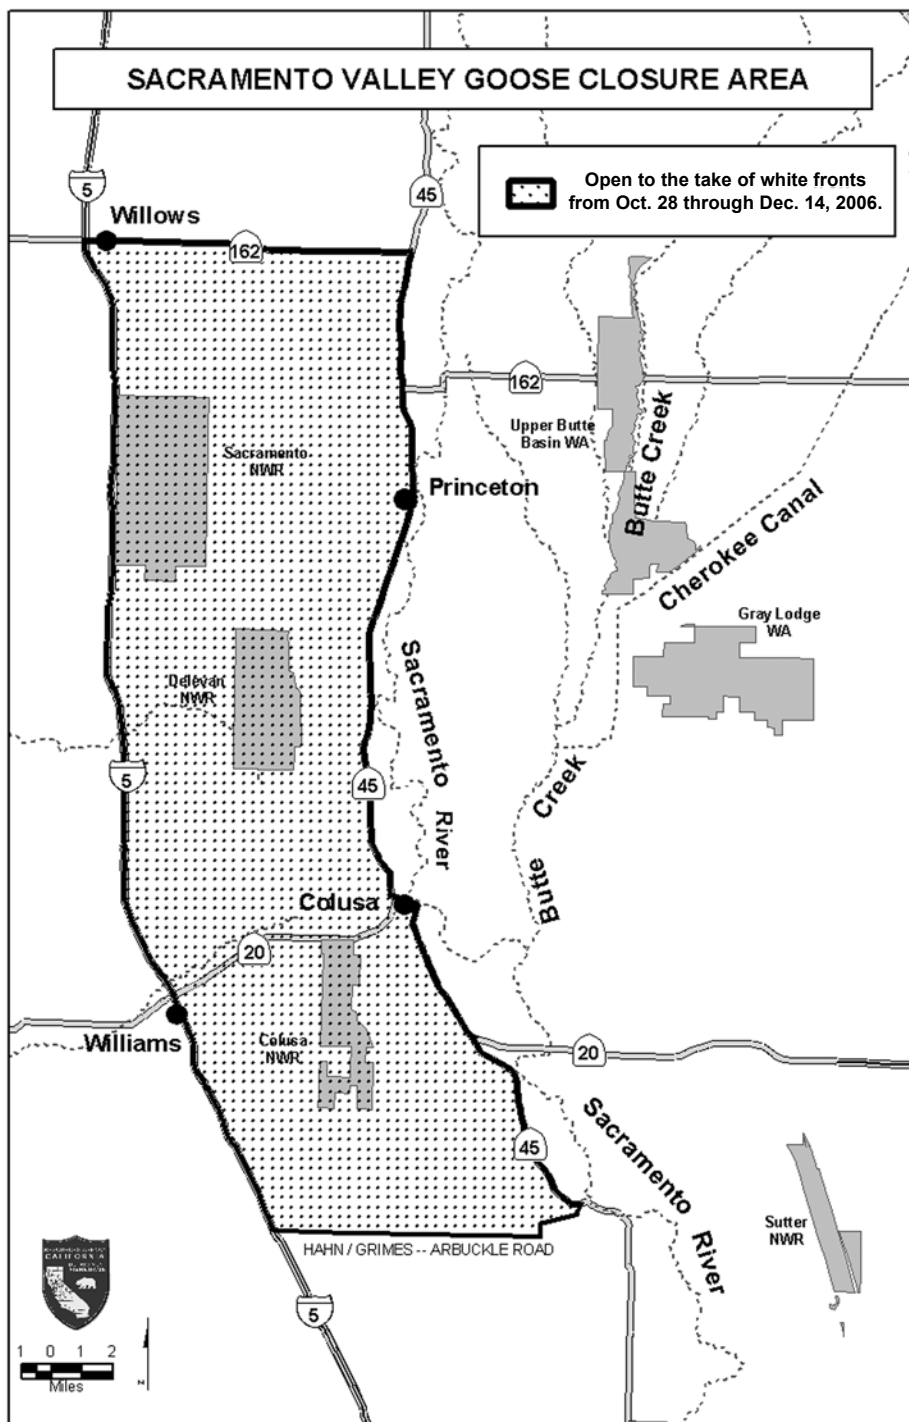 SACRAMENTO VALLEY GOOSE CLOSURE AREA
Open to the take of white fronts
from Oct. 28 through Dec. 14, 2006.
5
45
Willows
162
162
Upper Butte
Basin WA
Butte Creek
Sacramento
NWR
Princeton
Cherokee Canal
Gray Lodge
WA
Sacramento River
Delevan
NWR
5
45
Butte Creek
Colusa
20
Williams
Colusa
NWR
20
45
Sacramento River
Sutter
NWR
HAHN / GRIMES -- ARBUCKLE ROAD
5
CALIFORNIA
1 0 1 2
Miles
N